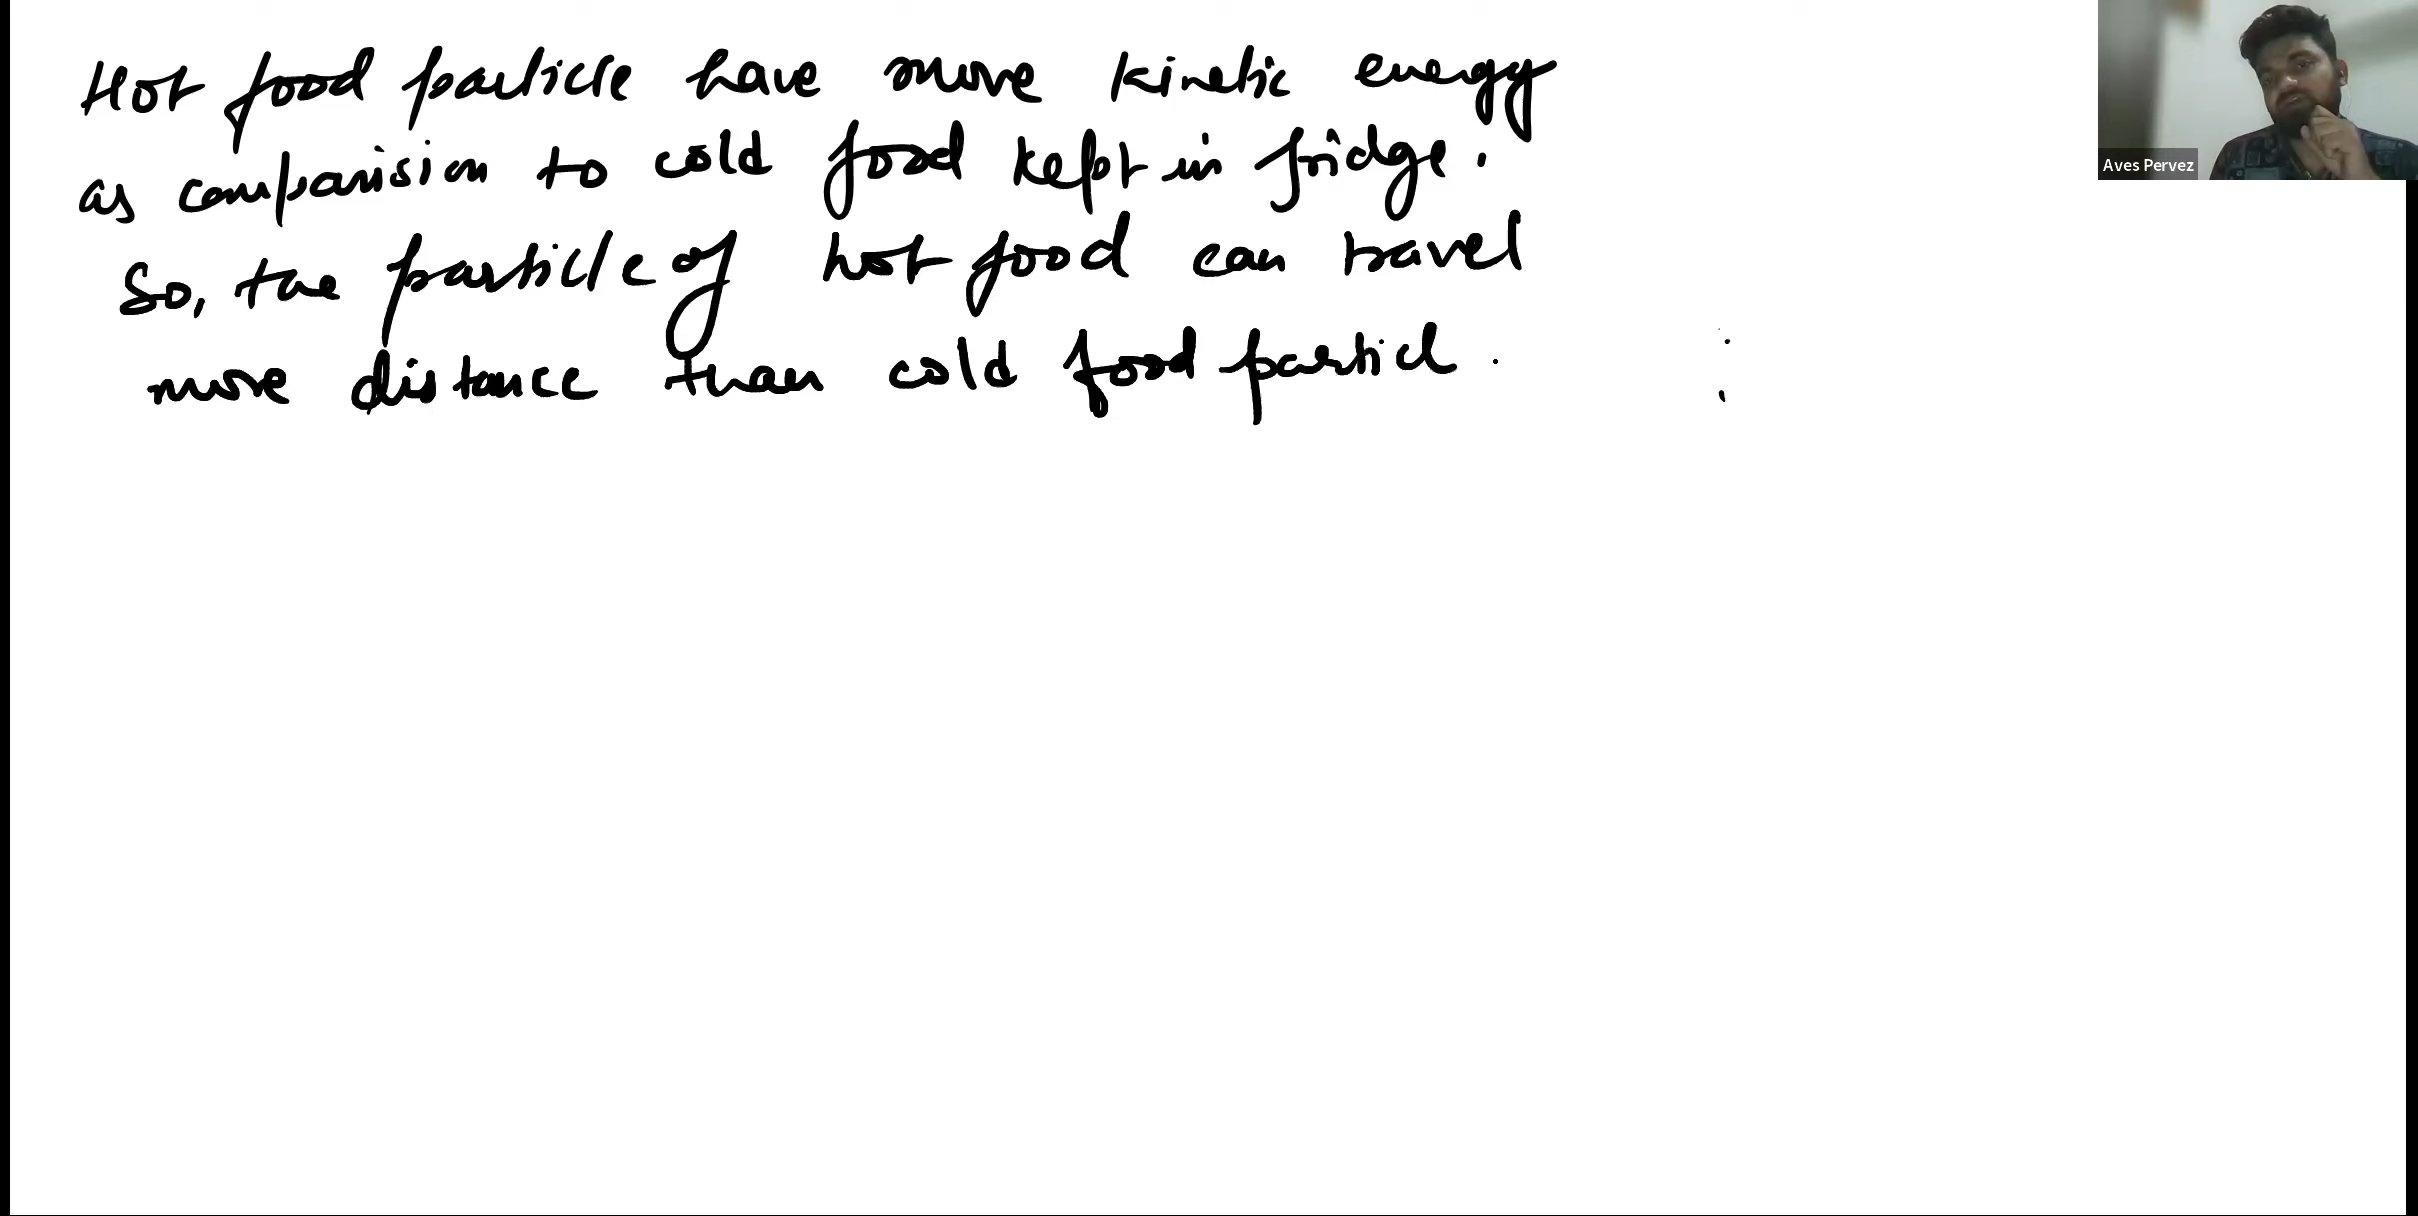 Hot food particle have more kinetic energy
as comparision to cold food kept in fridge.
So, the particle of hot food can travel
more distance than cold food particl.
Aves Pervez